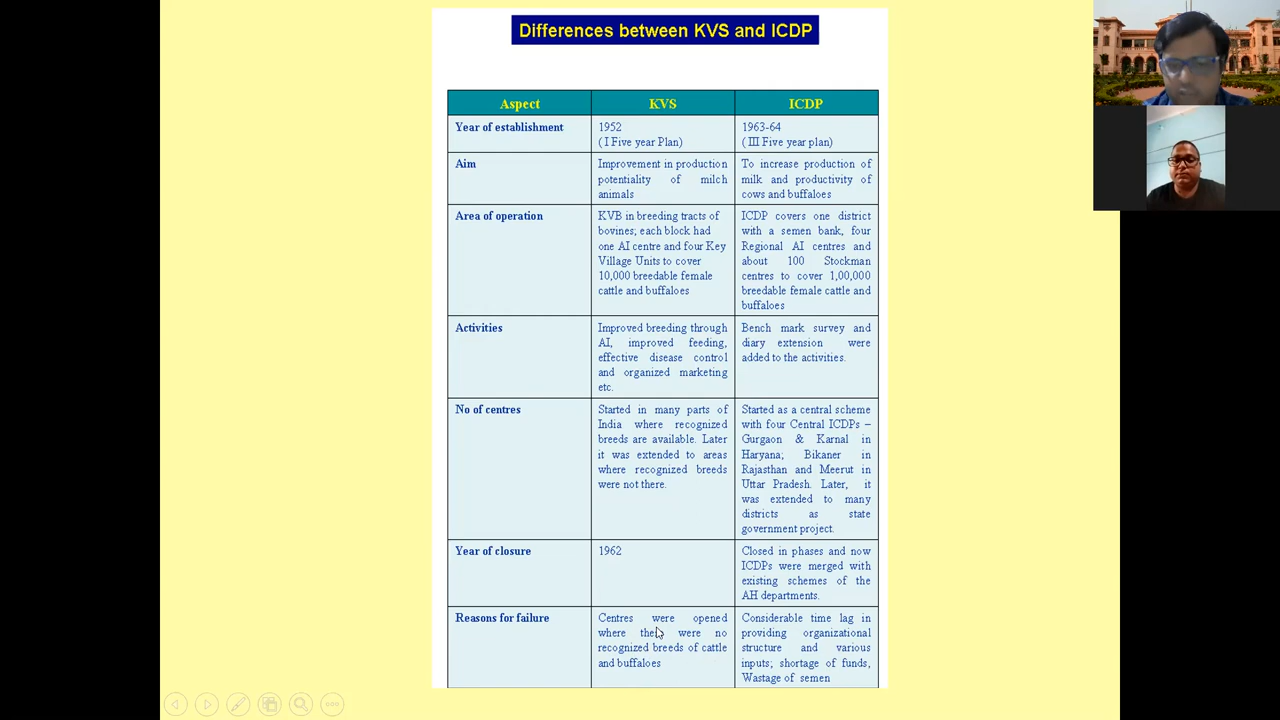 Differences between KVS and ICDP
Aspect KVS ICDP
Year of establishment
1952
( I Five year Plan)
1963-64
( III Five year plan)
Aim
Improvement in production
potentiality of milch
animals
To increase production of
milk and productivity of
cows and buffaloes
Area of operation
KVB in breeding tracts of
bovines; each block had
one AI centre and four Key
Village Units to cover
10,000 breedable female
cattle and buffaloes
ICDP covers one district
with a semen bank, four
Regional AI centres and
about 100 Stockman
centres to cover 1,00,000
breedable female cattle and
buffaloes
Activities
Improved breeding through
AI, improved feeding,
effective disease control
and organized marketing
etc.
Bench mark survey and
diary extension were
added to the activities.
No of centres
Started in many parts of
India where recognized
breeds are available. Later
it was extended to areas
where recognized breeds
were not there.
Started as a central scheme
with four Central ICDPs –
Gurgaon & Karnal in
Haryana; Bikaner in
Rajasthan and Meerut in
Uttar Pradesh. Later, it
was extended to many
districts as state
government project.
Year of closure
1962
Closed in phases and now
ICDPs were merged with
existing schemes of the
AH departments.
Reasons for failure
Centres were opened
where there were no
recognized breeds of cattle
and buffaloes
Considerable time lag in
providing organizational
structure and various
inputs; shortage of funds,
Wastage of semen